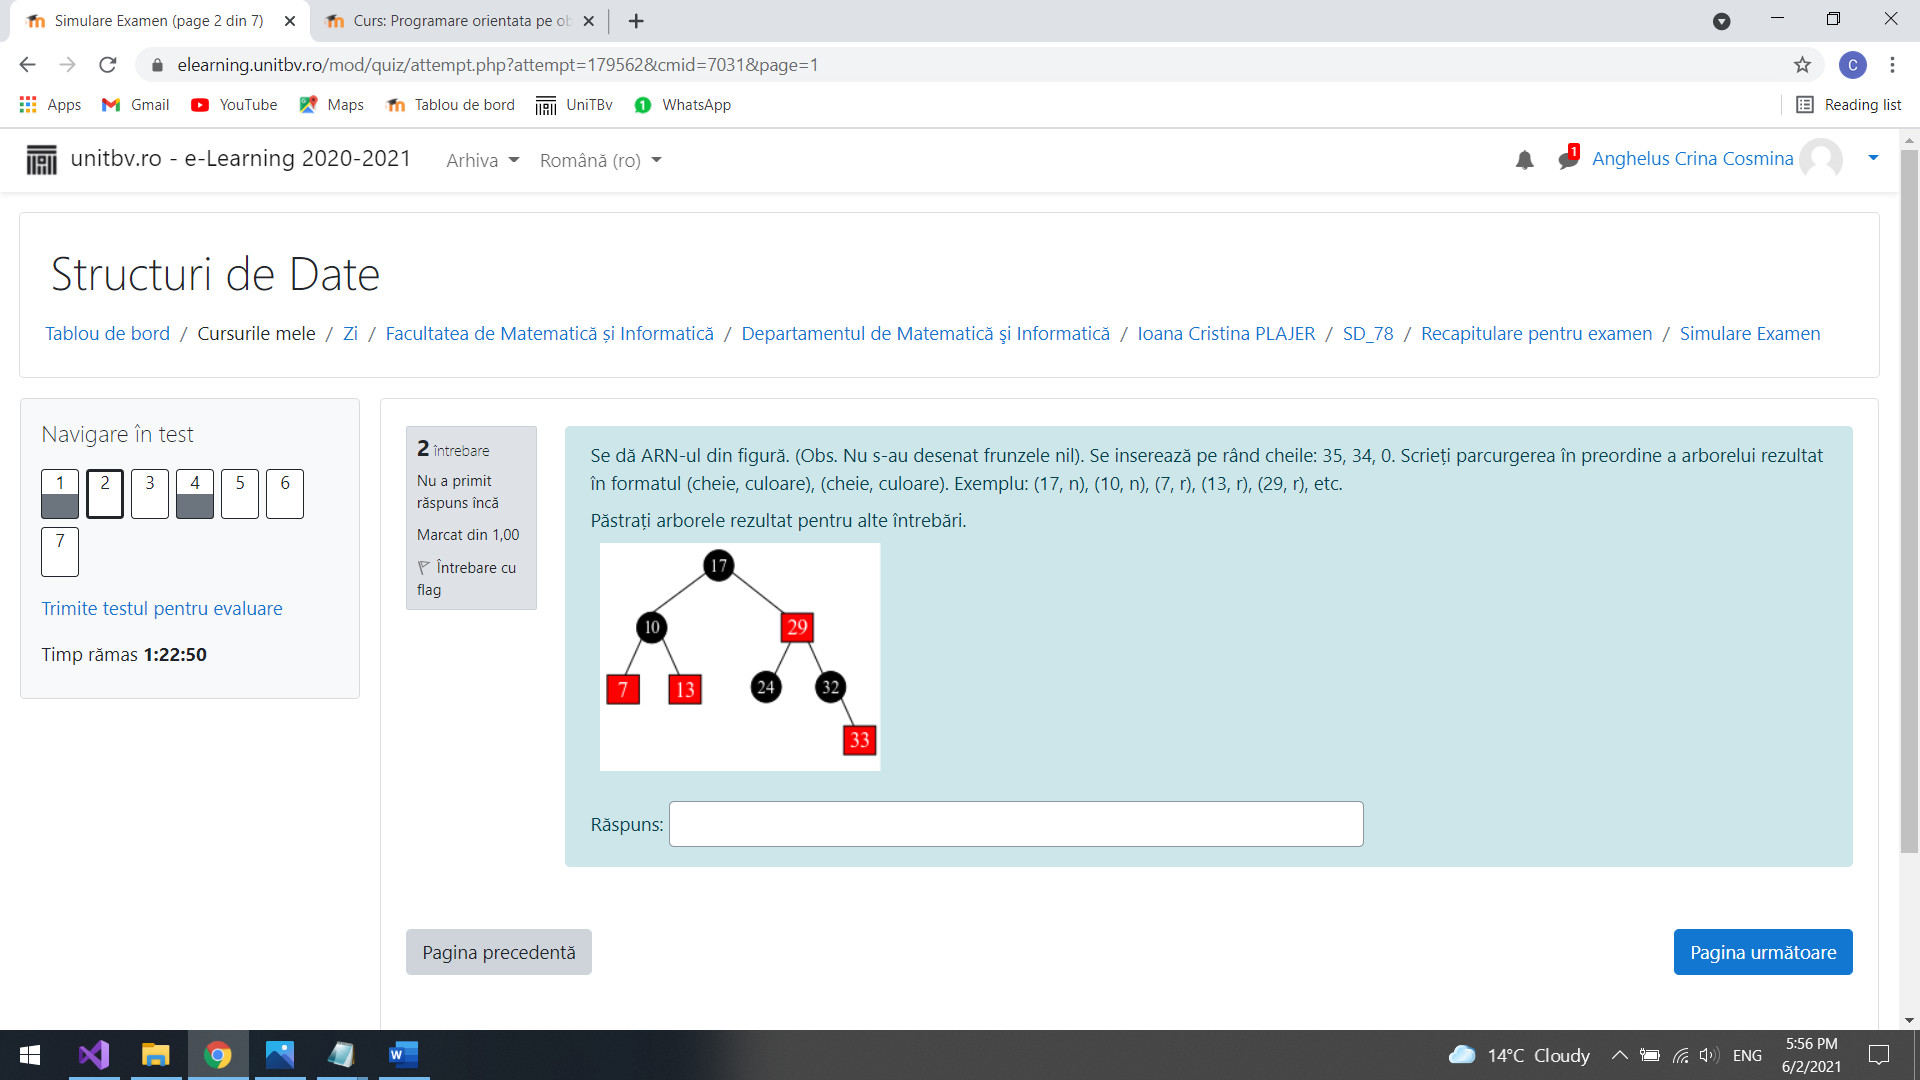 Simulare Examen (page 2 din 7)
Curs: Programare orientata pe ob
elearning.unitbv.ro/mod/quiz/attempt.php?attempt=179562&cmid=7031&page=1
C
Apps
Gmail
YouTube
Maps
Tablou de bord
UniTBv
1
WhatsApp
Reading list
unitbv.ro - e-Learning 2020-2021
Arhiva
Română (ro)
1
Anghelus Crina Cosmina
Structuri de Date
Tablou de bord / Cursurile mele / Zi / Facultatea de Matematică și Informatică / Departamentul de Matematică şi Informatică / Ioana Cristina PLAJER / SD_78 / Recapitulare pentru examen / Simulare Examen
Navigare în test
1 2 3 4 5 6
7
Trimite testul pentru evaluare
Timp rămas 1:22:50
2 întrebare
Nu a primit
răspuns încă
Marcat din 1,00
Întrebare cu
flag
Se dă ARN-ul din figură. (Obs. Nu s-au desenat frunzele nil). Se inserează pe rând cheile: 35, 34, 0. Scrieți parcurgerea în preordine a arborelui rezultat
în formatul (cheie, culoare), (cheie, culoare). Exemplu: (17, n), (10, n), (7, r), (13, r), (29, r), etc.
Păstrați arborele rezultat pentru alte întrebări.
17
10 29
7 13 24 32
33
Răspuns:
Pagina precedentă
Pagina următoare
W
14°C Cloudy
ENG
5:56 PM
6/2/2021